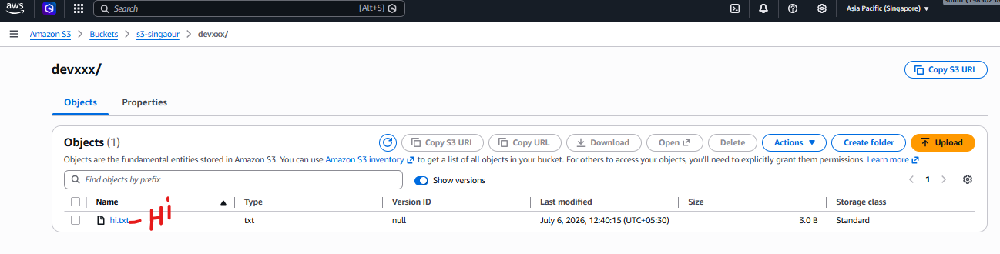 aws
Search [Alt+S] Asia Pacific (Singapore) ▼
Amazon S3 > Buckets > s3-singaour > devxxx/
devxxx/
Copy S3 URI
Objects Properties
Objects (1) Copy S3 URI Copy URL Download Open Delete Actions ▼ Create folder Upload
Objects are the fundamental entities stored in Amazon S3. You can use Amazon S3 inventory to get a list of all objects in your bucket. For others to access your objects, you'll need to explicitly grant them permissions. Learn more
Find objects by prefix Show versions < 1 >
Name ▲ Type Version ID Last modified Size Storage class
hi.txt – Hi txt null July 6, 2026, 12:40:15 (UTC+05:30) 3.0 B Standard